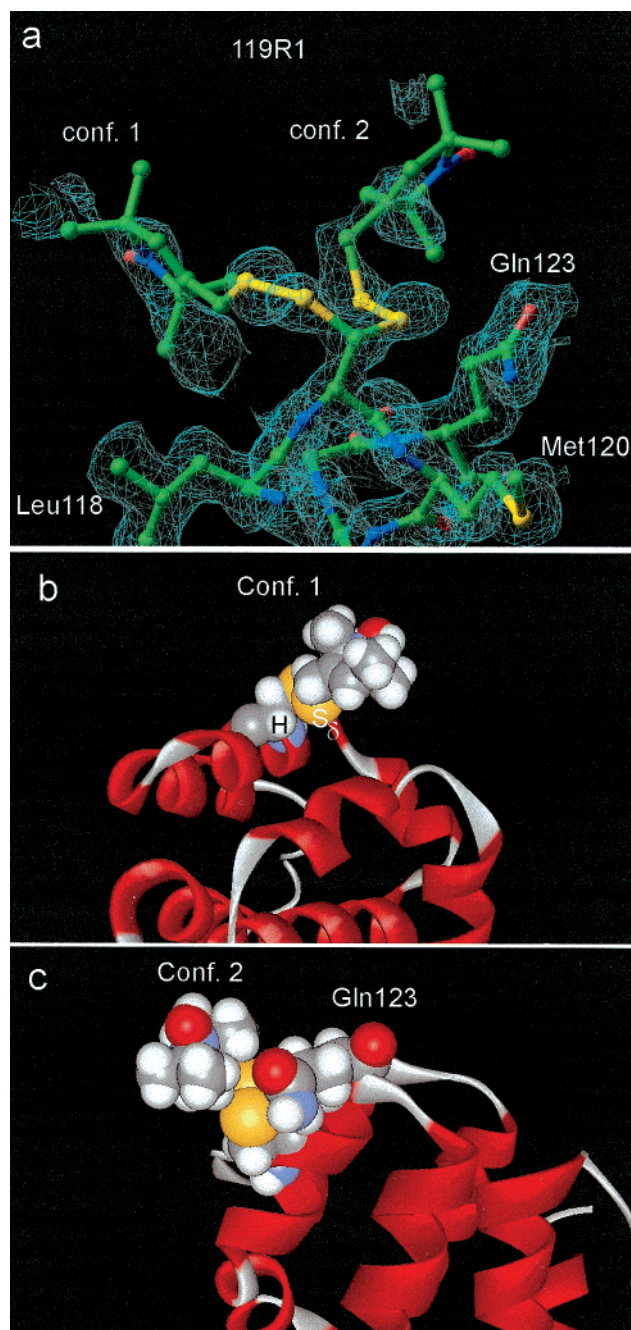 a
119R1
conf. 1
conf. 2
Gln123
Met120
Leu118
b
Conf. 1
H
Sδ
Conf. 2
c
Gln123